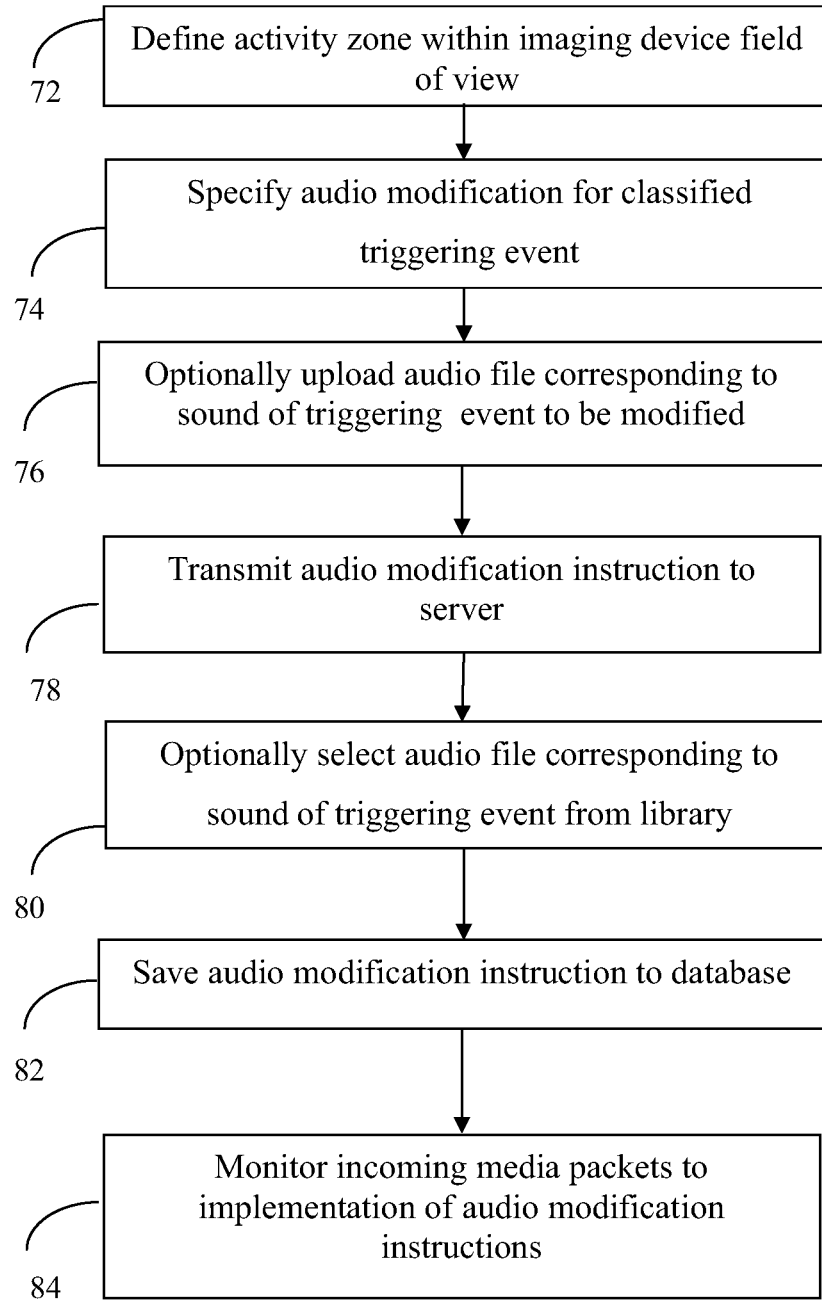 Define activity zone within imaging device field
of view
72
Specify audio modification for classified
triggering event
74
Optionally upload audio file corresponding to
sound of triggering event to be modified
76
Transmit audio modification instruction to
server
78
Optionally select audio file corresponding to
sound of triggering event from library
80
Save audio modification instruction to database
82
Monitor incoming media packets to
implementation of audio modification
instructions
84